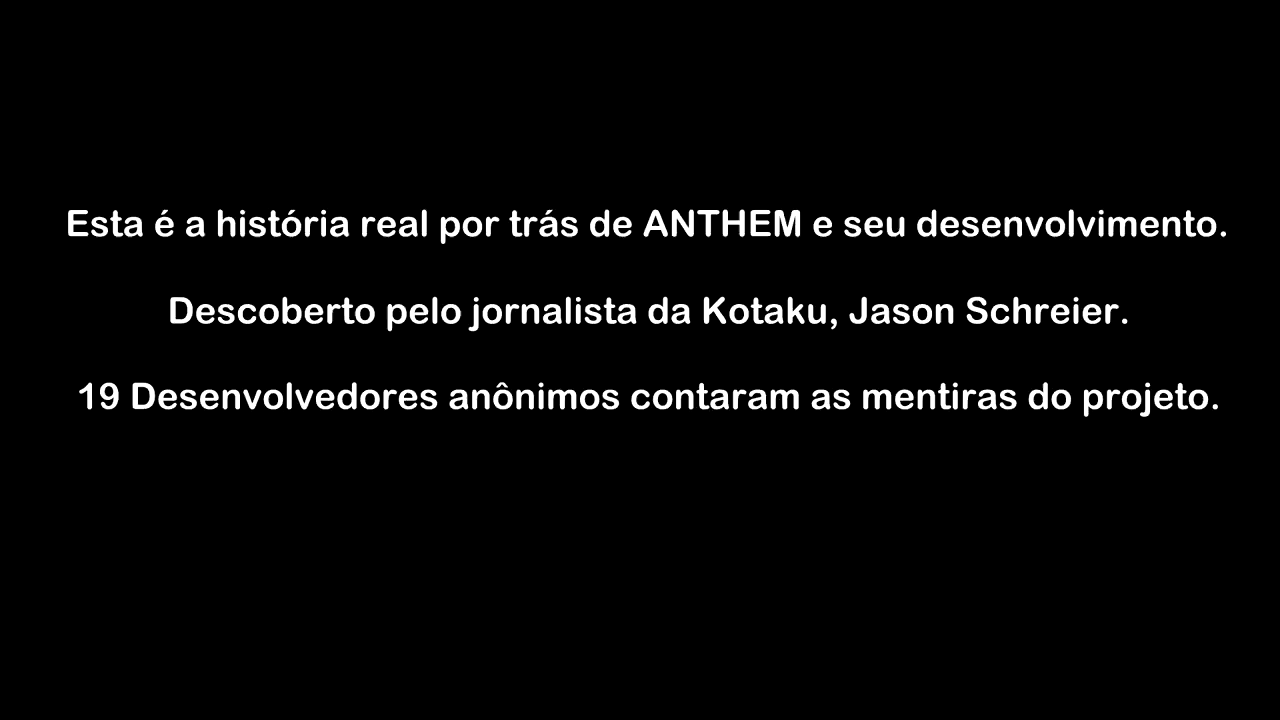 Esta é a história real por trás de ANTHEM e seu desenvolvimento.
Descoberto pelo jornalista da Kotaku, Jason Schreier.
19 Desenvolvedores anônimos contaram as mentiras do projeto.